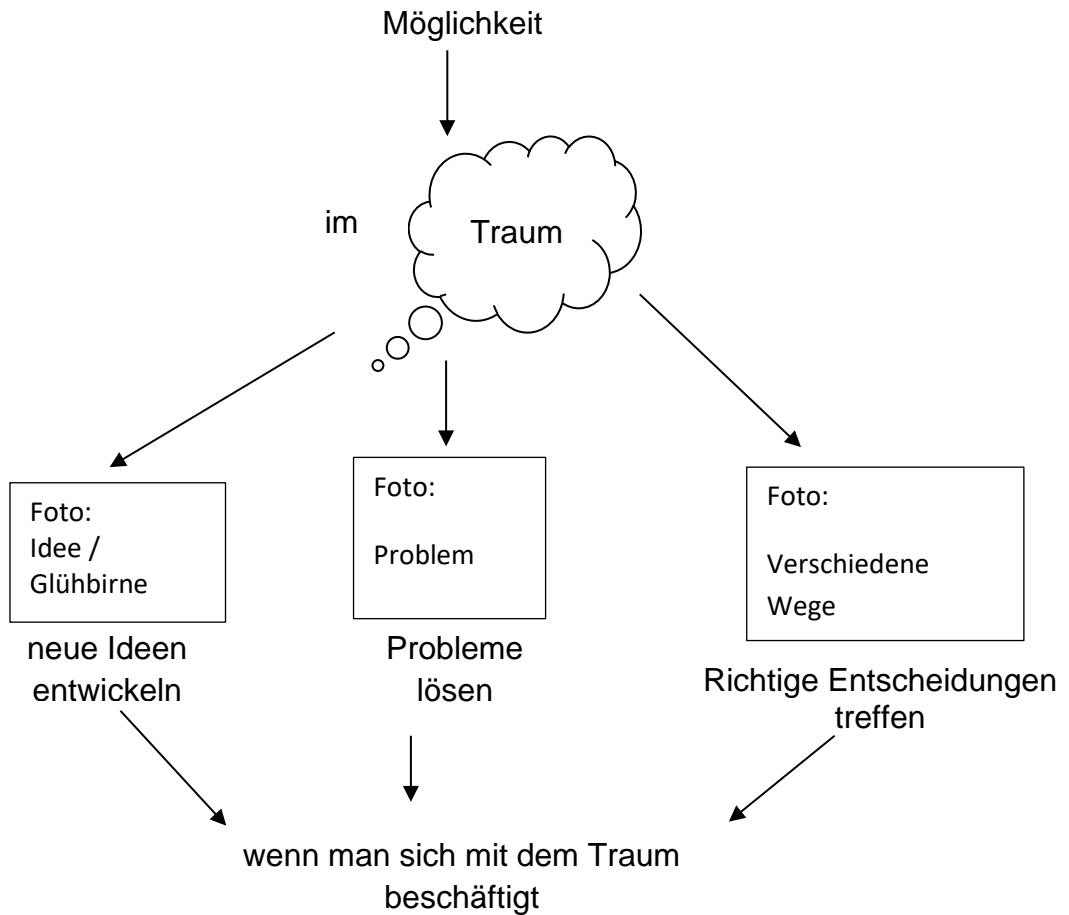 Möglichkeit
im
Traum
Foto:
Idee /
Glühbirne
neue Ideen
entwickeln
Foto:
Problem
Probleme
lösen
Foto:
Verschiedene
Wege
Richtige Entscheidungen
treffen
wenn man sich mit dem Traum
beschäftigt